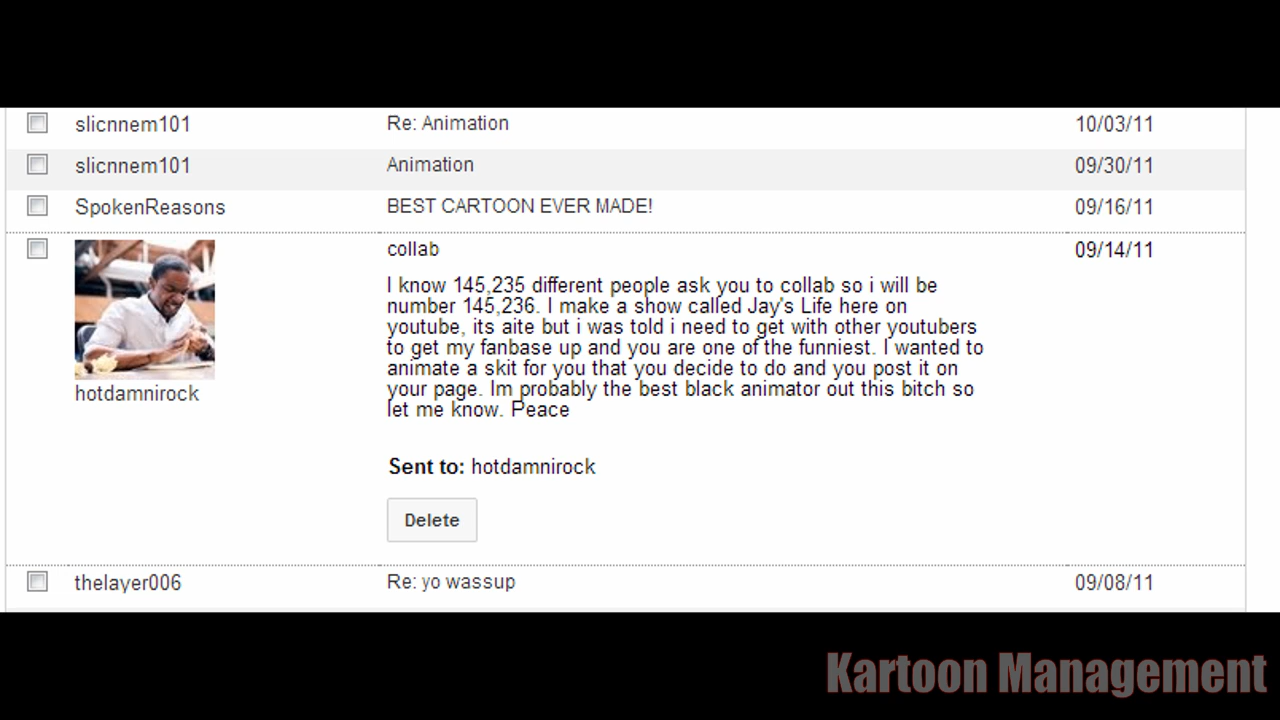 slicnnem101 Re: Animation 10/03/11
slicnnem101 Animation 09/30/11
SpokenReasons BEST CARTOON EVER MADE! 09/16/11
collab 09/14/11
I know 145,235 different people ask you to collab so i will be
number 145,236. I make a show called Jay's Life here on
youtube, its aite but i was told i need to get with other youtubers
to get my fanbase up and you are one of the funniest. I wanted to
animate a skit for you that you decide to do and you post it on
your page. Im probably the best black animator out this bitch so
let me know. Peace
hotdamnirock
Sent to: hotdamnirock
Delete
thelayer006 Re: yo wassup 09/08/11
Kartoon Management